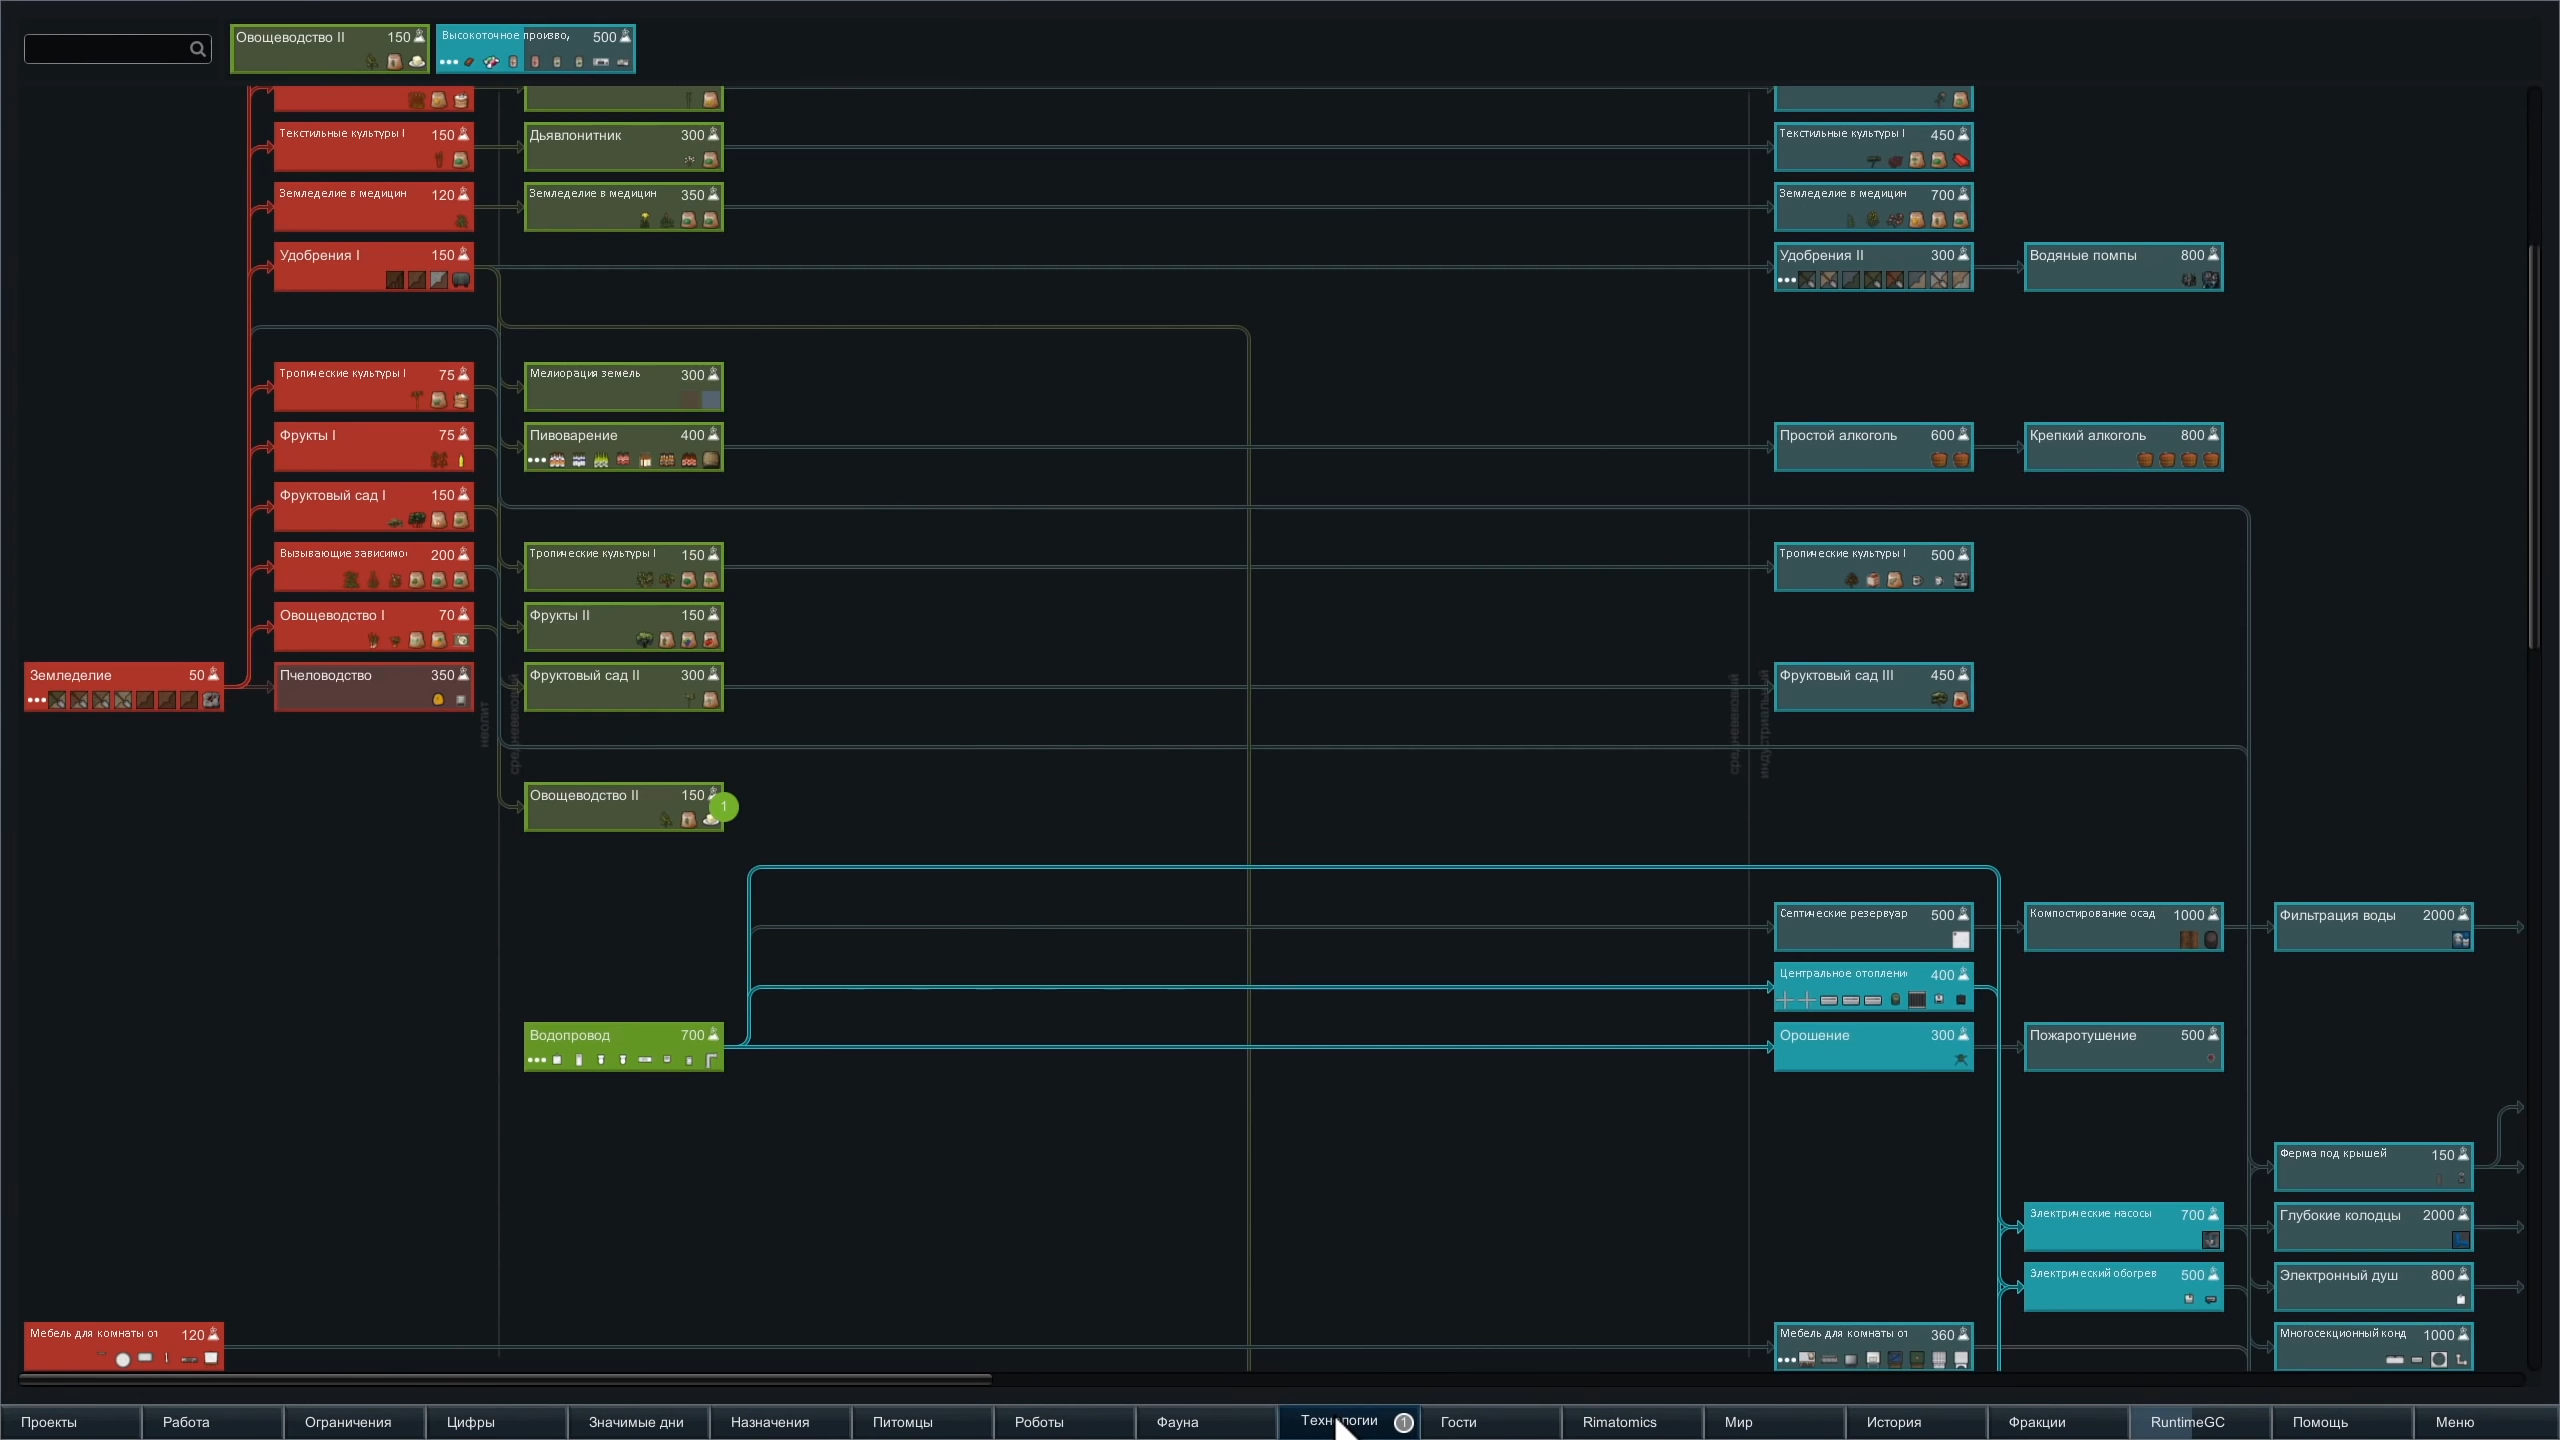 Овощеводство II 150
Высокоточное произво, 500
Текстильные культуры I 150
Дьявлонитник 300
Текстильные культуры I 450
Земледелие в медицин 120
Земледелие в медицин 350
Земледелие в медицин 700
Удобрения I 150
Удобрения II 300
Водяные помпы 800
Тропические культуры I 75
Мелиорация земель 300
Фрукты I 75
Пивоварение 400
Простой алкоголь 600
Крепкий алкоголь 800
Фруктовый сад I 150
Вызывающие зависимо 200
Тропические культуры I 150
Тропические культуры I 500
Овощеводство I 70
Фрукты II 150
Земледелие 50
Пчеловодство 350
Фруктовый сад II 300
Фруктовый сад III 450
неолит
средневековый
средневековый
индустриальный
Овощеводство II 150
1
Септические резервуар 500
Компостирование осад 1000
Фильтрация воды 2000
Центральное отоплени 400
Водопровод 700
Орошение 300
Пожаротушение 500
Ферма под крышей 150
Электрические насосы 700
Глубокие колодцы 2000
Электрический обогрев 500
Электронный душ 800
Мебель для комнаты от 120
Мебель для комнаты от 360
Многосекционный конд 1000
Проекты Работа Ограничения Цифры Значимые дни Назначения Питомцы Роботы Фауна Технологии 1 Гости Rimatomics Мир История Фракции RuntimeGC Помощь Меню